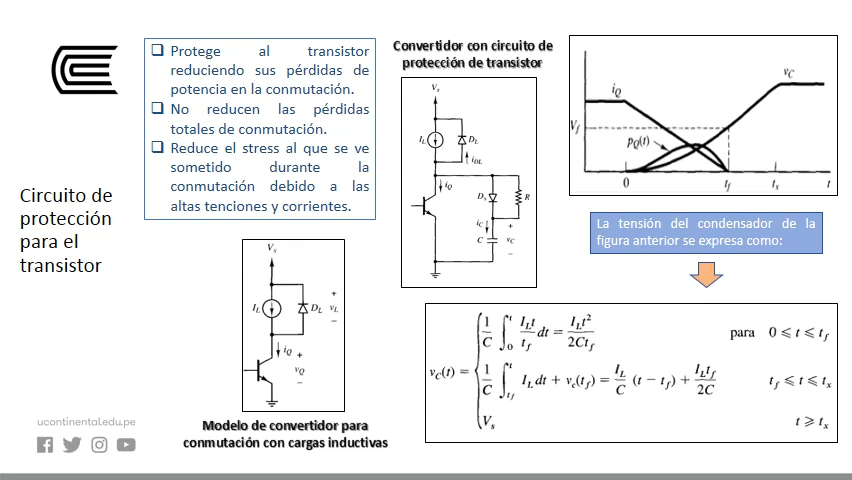 Circuito de
protección
para el
transistor
❑ Protege al transistor
reduciendo sus pérdidas de
potencia en la conmutación.
❑ No reducen las pérdidas
totales de conmutación.
❑ Reduce el stress al que se ve
sometido durante la
conmutación debido a las
altas tenciones y corrientes.
Vs
IL
DL
+
vL
−
iQ
+
vQ
−
Modelo de convertidor para
conmutación con cargas inductivas
Convertidor con circuito de
protección de transistor
Vs
IL
DL
iDL
iQ
Ds
R
iC
C
+
vC
−
iQ
vC
Vf
pQ(t)
0
tf
tx
t
La tensión del condensador de la
figura anterior se expresa como:
vC(t) = { 1/C ∫₀ᵗ ILt/tf dt = ILt²/2Ctf para 0 ⩽ t ⩽ tf
1/C ∫tfᵗ IL dt + vc(tf) = IL/C (t − tf) + ILtf/2C tf ⩽ t ⩽ tx
Vs t ⩾ tx
ucontinental.edu.pe